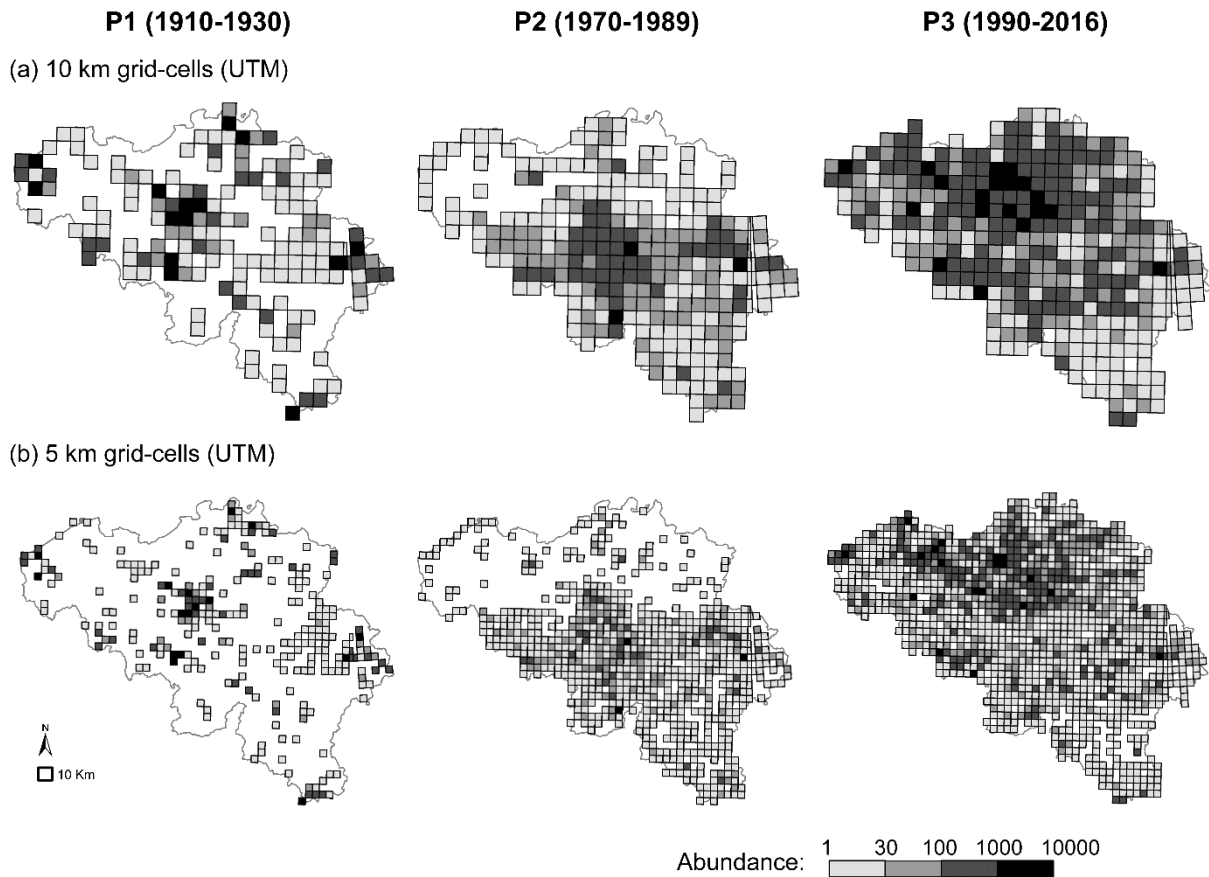 P1 (1910-1930) P2 (1970-1989) P3 (1990-2016)
(a) 10 km grid-cells (UTM)
(b) 5 km grid-cells (UTM)
N
10 Km
1 30 100 1000 10000
Abundance: